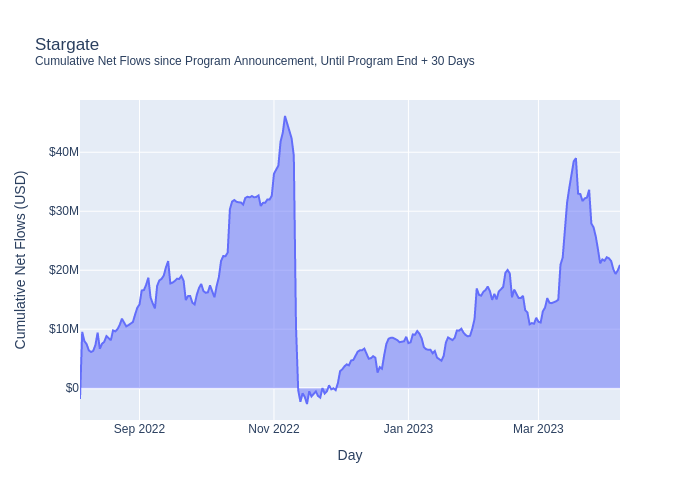 Stargate
Cumulative Net Flows since Program Announcement, Until Program End + 30 Days
Cumulative Net Flows (USD)
$40M
$30M
$20M
$10M
$0
Sep 2022
Nov 2022
Jan 2023
Mar 2023
Day